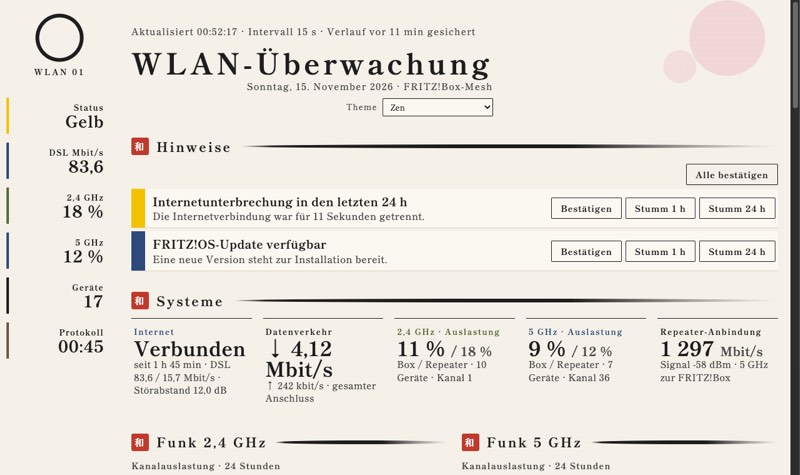 WLAN 01
Status
Gelb
DSL Mbit/s
83,6
2,4 GHz
18 %
5 GHz
12 %
Geräte
17
Protokoll
00:45
Aktualisiert 00:52:17 · Intervall 15 s · Verlauf vor 11 min gesichert
WLAN-Überwachung
Sonntag, 15. November 2026 · FRITZ!Box-Mesh
Theme Zen
和 Hinweise
Alle bestätigen
Internetunterbrechung in den letzten 24 h
Die Internetverbindung war für 11 Sekunden getrennt.
Bestätigen Stumm 1 h Stumm 24 h
FRITZ!OS-Update verfügbar
Eine neue Version steht zur Installation bereit.
Bestätigen Stumm 1 h Stumm 24 h
和 Systeme
Internet
Verbunden
seit 1 h 45 min · DSL
83,6 / 15,7 Mbit/s ·
Störabstand 12,0 dB
Datenverkehr
↓ 4,12
Mbit/s
↑ 242 kbit/s · gesamter
Anschluss
2,4 GHz · Auslastung
11 % / 18 %
Box / Repeater · 10
Geräte · Kanal 1
5 GHz · Auslastung
9 % / 12 %
Box / Repeater · 7
Geräte · Kanal 36
Repeater-Anbindung
1 297 Mbit/s
Signal -58 dBm · 5 GHz
zur FRITZ!Box
和 Funk 2,4 GHz
Kanalauslastung · 24 Stunden
和 Funk 5 GHz
Kanalauslastung · 24 Stunden